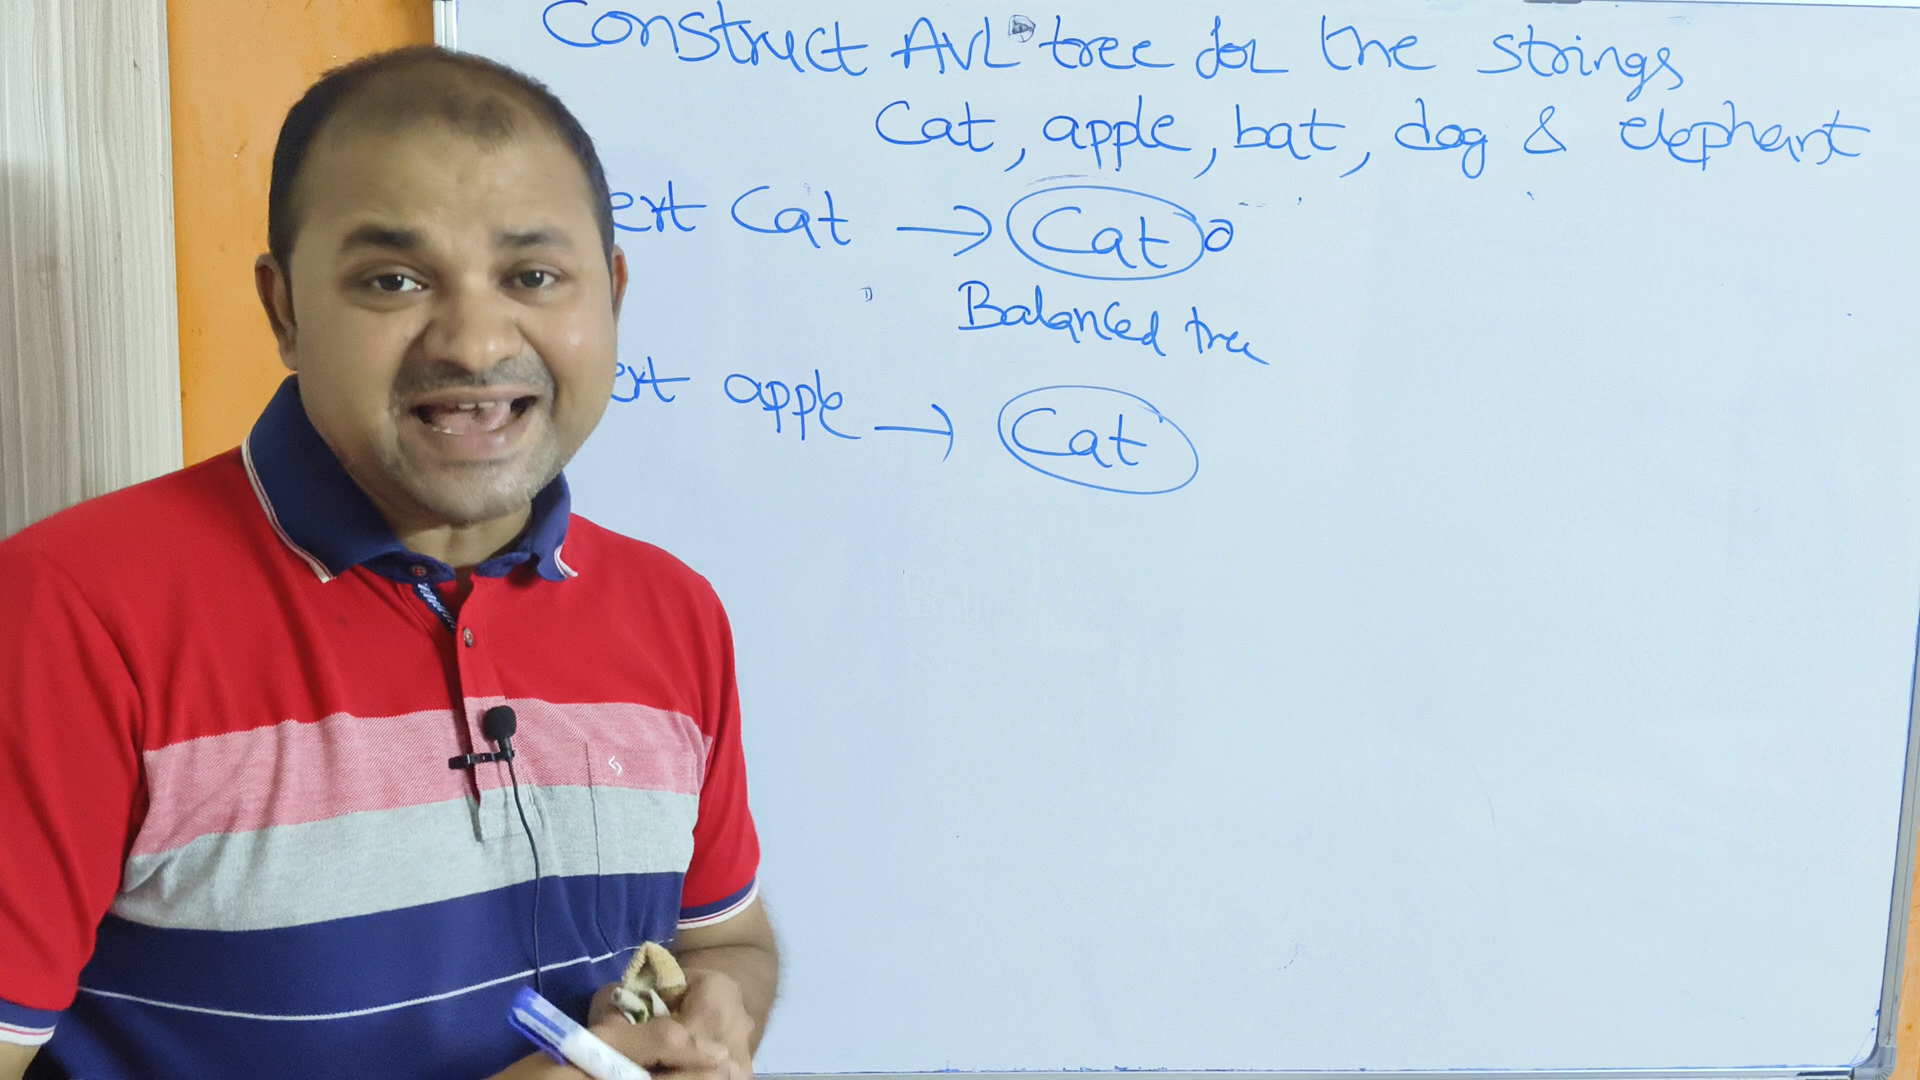 Construct AVL tree for the strings
Cat, apple, bat, dog & elephant
ert Cat → Cat 0
Balanced tree
ert apple → Cat